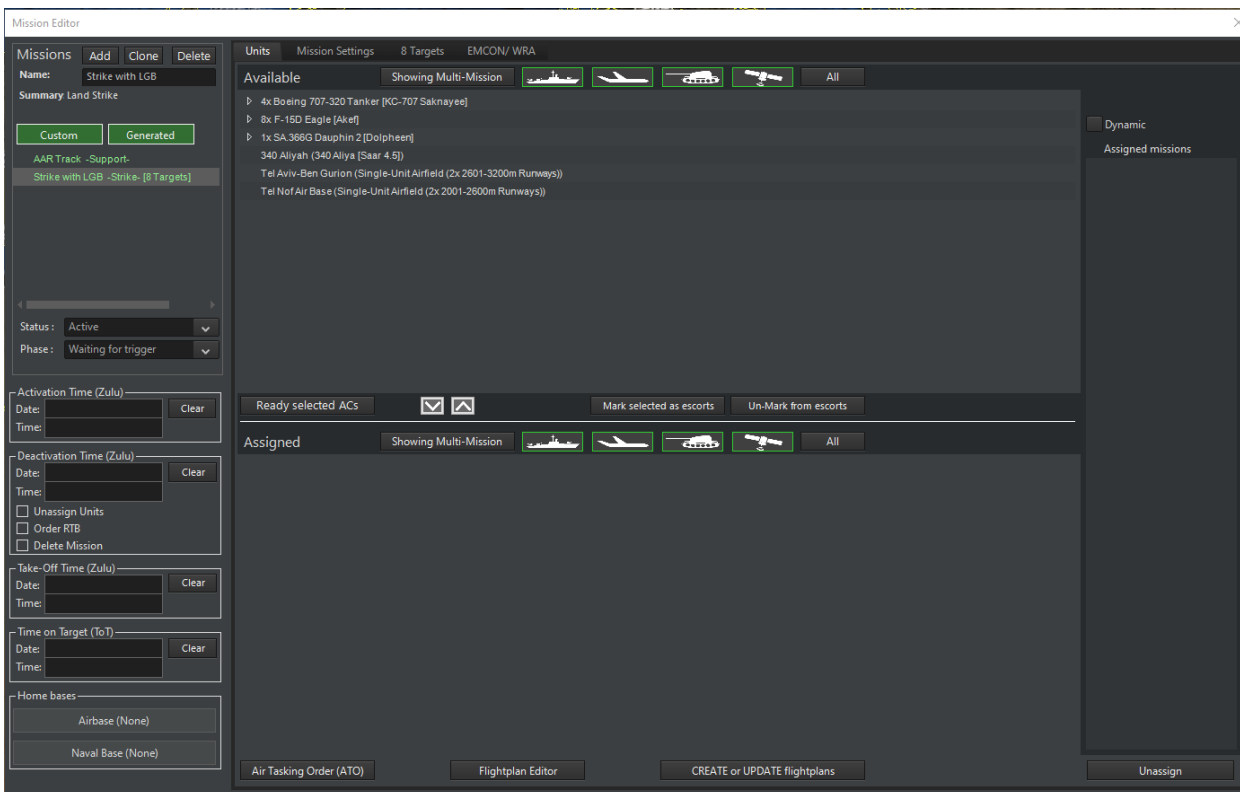 Mission Editor
Missions Add Clone Delete
Name: Strike with LGB
Summary Land Strike
Custom Generated
AAR Track -Support-
Strike with LGB -Strike- [8 Targets]
Status : Active
Phase : Waiting for trigger
Activation Time (Zulu)
Date: Clear
Time:
Deactivation Time (Zulu)
Date: Clear
Time:
Unassign Units
Order RTB
Delete Mission
Take-Off Time (Zulu)
Date: Clear
Time:
Time on Target (ToT)
Date: Clear
Time:
Home bases
Airbase (None)
Naval Base (None)
Units Mission Settings 8 Targets EMCON/ WRA
Available Showing Multi-Mission All
4x Boeing 707-320 Tanker [KC-707 Saknayee]
8x F-15D Eagle [Akef]
1x SA.366G Dauphin 2 [Dolpheen]
340 Aliyah (340 Aliya [Saar 4.5])
Tel Aviv-Ben Gurion (Single-Unit Airfield (2x 2601-3200m Runways))
Tel Nof Air Base (Single-Unit Airfield (2x 2001-2600m Runways))
Ready selected ACs Mark selected as escorts Un-Mark from escorts
Assigned Showing Multi-Mission All
Air Tasking Order (ATO) Flightplan Editor CREATE or UPDATE flightplans
Dynamic
Assigned missions
Unassign